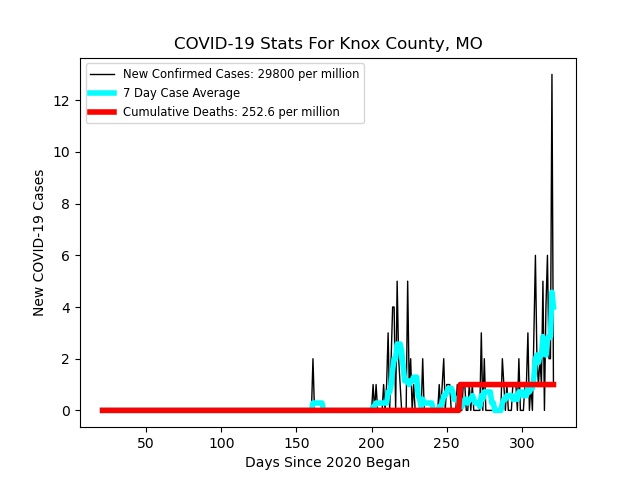 COVID-19 Stats For Knox County, MO
New Confirmed Cases: 29800 per million
7 Day Case Average
Cumulative Deaths: 252.6 per million
New COVID-19 Cases
12
10
8
6
4
2
0
50 100 150 200 250 300
Days Since 2020 Began